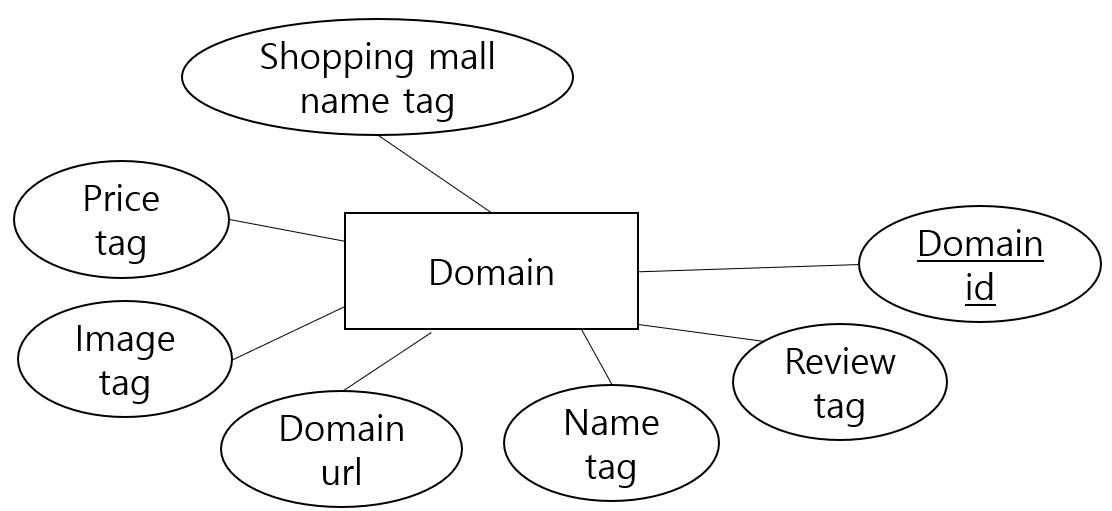 Shopping mall
name tag
Price
tag
Domain
Domain
id
Image
tag
Review
tag
Domain
url
Name
tag